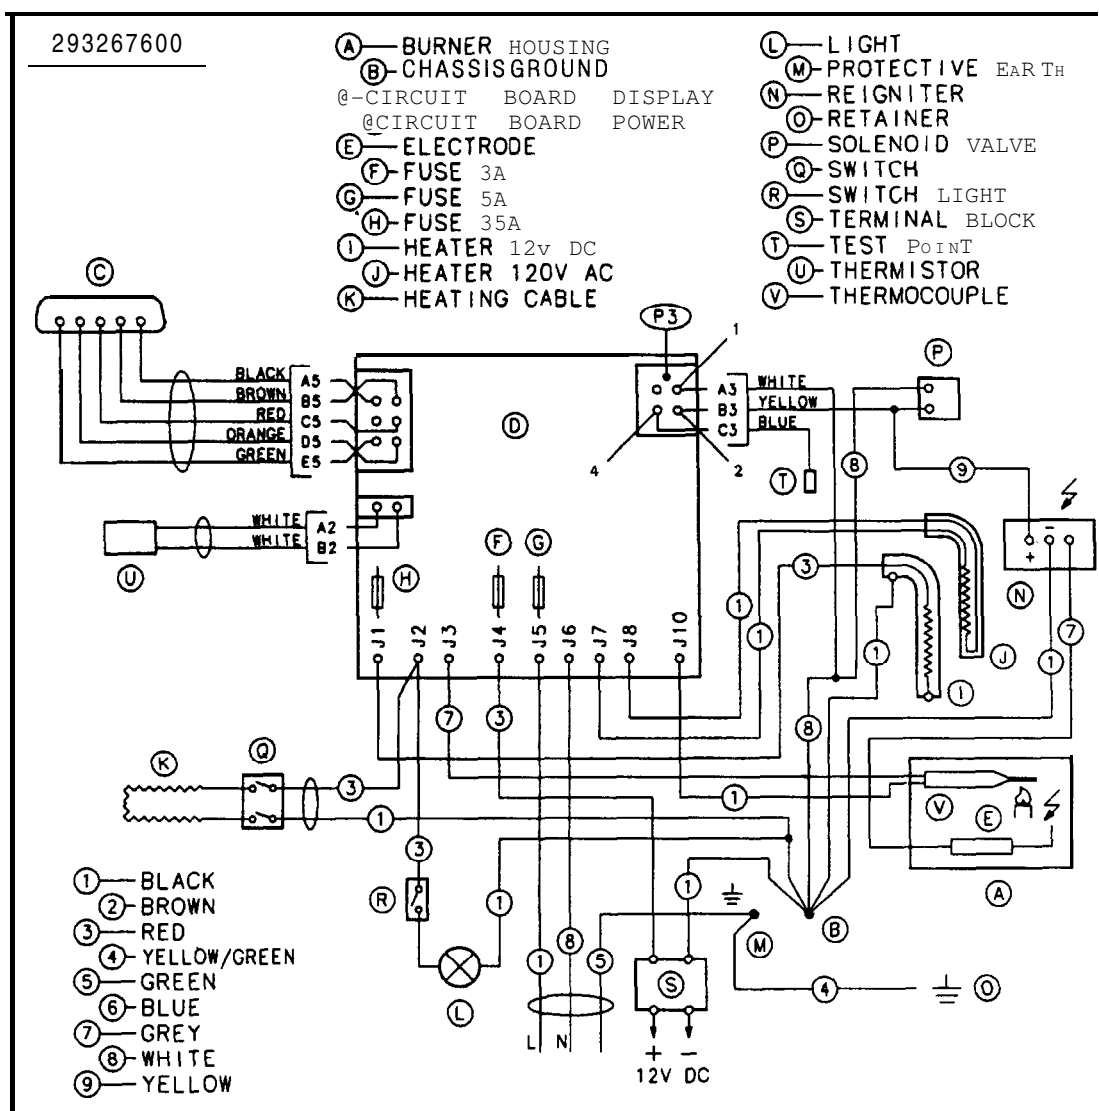 293267600
Ⓐ BURNER HOUSING
Ⓑ CHASSIS GROUND
@-CIRCUIT BOARD DISPLAY
@CIRCUIT BOARD POWER
Ⓔ ELECTRODE
Ⓕ FUSE 3A
Ⓖ FUSE 5A
Ⓗ FUSE 35A
Ⓘ HEATER 12v DC
Ⓙ HEATER 120V AC
Ⓚ HEATING CABLE
Ⓛ LIGHT
Ⓜ PROTECTIVE EaRTH
Ⓝ REIGNITER
Ⓞ RETAINER
Ⓟ SOLENOID VALVE
Ⓠ SWITCH
Ⓡ SWITCH LIGHT
Ⓢ TERMINAL BLOCK
Ⓣ TEST PoinT
Ⓤ THERMISTOR
Ⓥ THERMOCOUPLE
C
BLACK A5
BROWN B5
RED C5
ORANGE D5
GREEN E5
D
P3
1
A3 WHITE
B3 YELLOW
C3 BLUE
4
2
P
8
9
T
U
WHITE A2
WHITE B2
H
F
G
J1 J2 J3 J4 J5 J6 J7 J8 J10
3
1
1
1
+ -
N
7
1
J
I
7
3
8
K
Q
3
1
1
V
E
A
3
R
1
L
1
8
5
L N
1
M
B
S
4
O
+ -
12V DC
① BLACK
② BROWN
③ RED
④ YELLOW/GREEN
⑤ GREEN
⑥ BLUE
⑦ GREY
⑧ WHITE
⑨ YELLOW